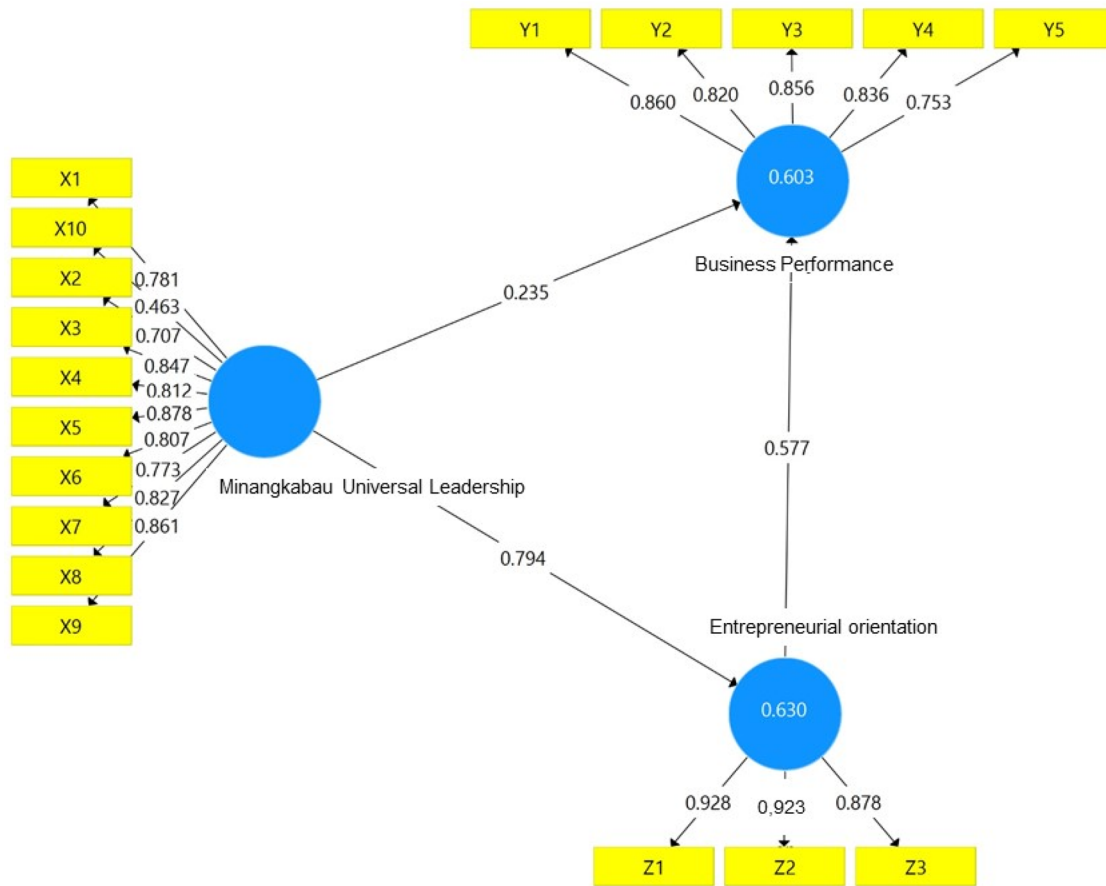 Y1
Y2
Y3
Y4
Y5
0.860
0.820
0.856
0.836
0.753
0.603
Business Performance
X1
X10
X2
X3
X4
X5
X6
X7
X8
X9
0.781
0.463
0.707
0.847
0.812
0.878
0.807
0.773
0.827
0.861
Minangkabau Universal Leadership
0.235
0.577
0.794
Entrepreneurial orientation
0.630
0.928
0,923
0.878
Z1
Z2
Z3